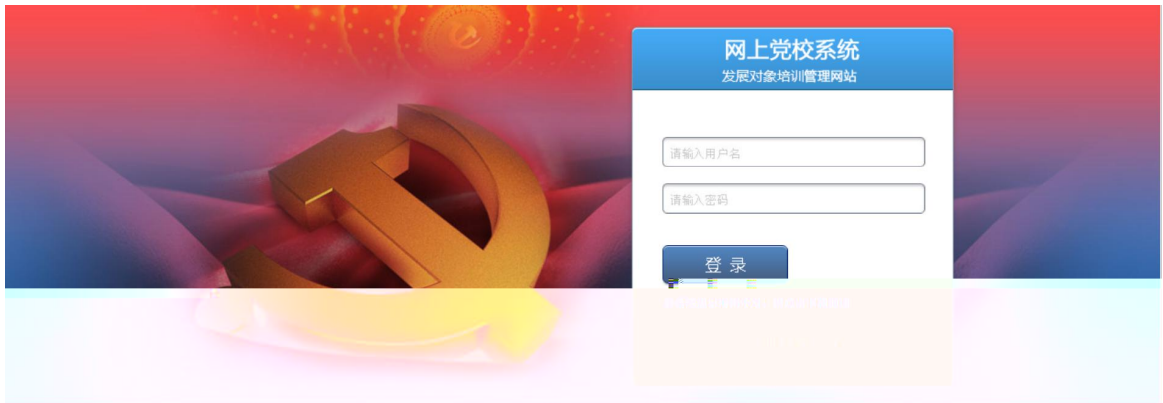 网上党校系统
发展对象培训管理网站
请输入用户名
请输入密码
登录